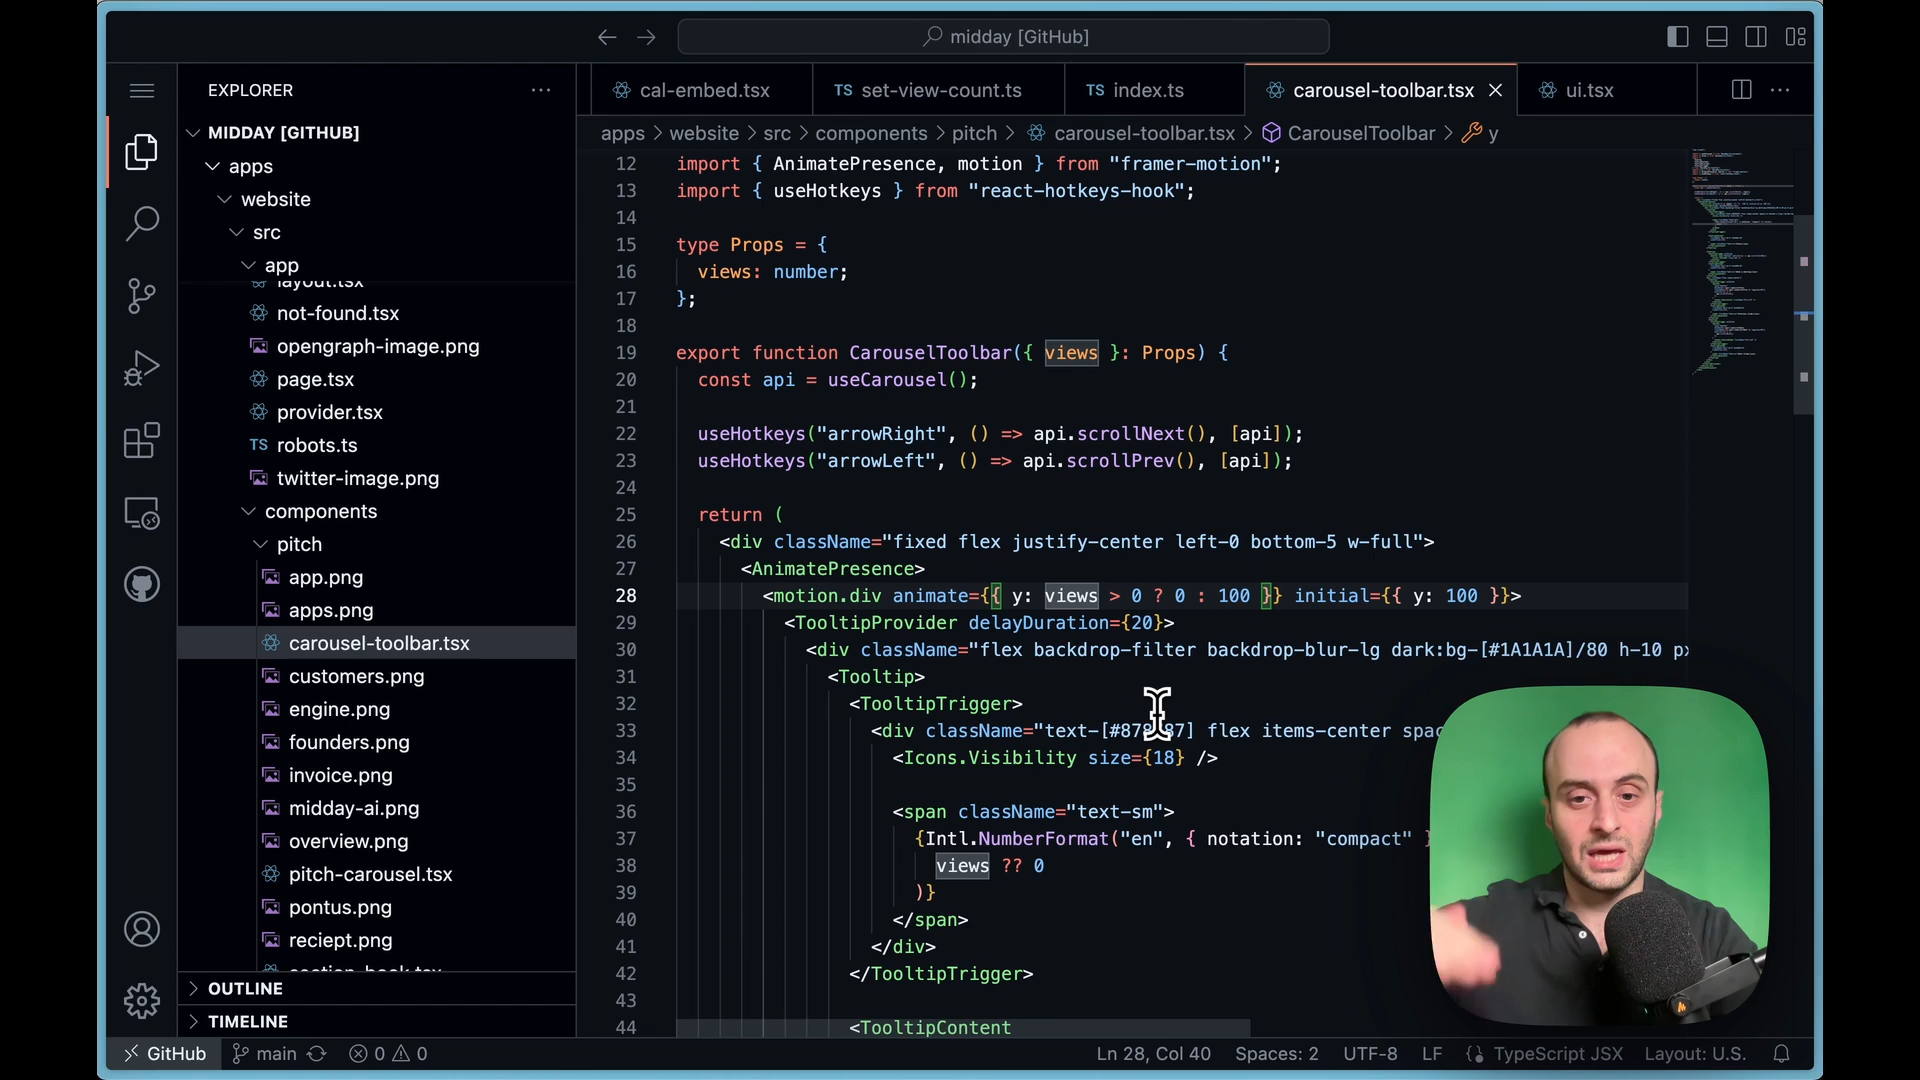 midday [GitHub]
EXPLORER
MIDDAY [GITHUB]
apps
website
src
app
layout.tsx
not-found.tsx
opengraph-image.png
page.tsx
provider.tsx
TS robots.ts
twitter-image.png
components
pitch
app.png
apps.png
carousel-toolbar.tsx
customers.png
engine.png
founders.png
invoice.png
midday-ai.png
overview.png
pitch-carousel.tsx
pontus.png
reciept.png
section-book.tsx
OUTLINE
TIMELINE
cal-embed.tsx
TS set-view-count.ts
TS index.ts
carousel-toolbar.tsx
ui.tsx
apps > website > src > components > pitch > carousel-toolbar.tsx > CarouselToolbar > y
12 import { AnimatePresence, motion } from "framer-motion";
13 import { useHotkeys } from "react-hotkeys-hook";
14
15 type Props = {
16 views: number;
17 };
18
19 export function CarouselToolbar({ views }: Props) {
20 const api = useCarousel();
21
22 useHotkeys("arrowRight", () => api.scrollNext(), [api]);
23 useHotkeys("arrowLeft", () => api.scrollPrev(), [api]);
24
25 return (
26 <div className="fixed flex justify-center left-0 bottom-5 w-full">
27 <AnimatePresence>
28 <motion.div animate={{ y: views > 0 ? 0 : 100 }} initial={{ y: 100 }}>
29 <TooltipProvider delayDuration={20}>
30 <div className="flex backdrop-filter backdrop-blur-lg dark:bg-[#1A1A1A]/80 h-10 px
31 <Tooltip>
32 <TooltipTrigger>
33 <div className="text-[#878787] flex items-center spac
34 <Icons.Visibility size={18} />
35
36 <span className="text-sm">
37 {Intl.NumberFormat("en", { notation: "compact" }
38 views ?? 0
39 )}
40 </span>
41 </div>
42 </TooltipTrigger>
43
44 <TooltipContent
GitHub
main
0 0
Ln 28, Col 40
Spaces: 2
UTF-8
LF
TypeScript JSX
Layout: U.S.